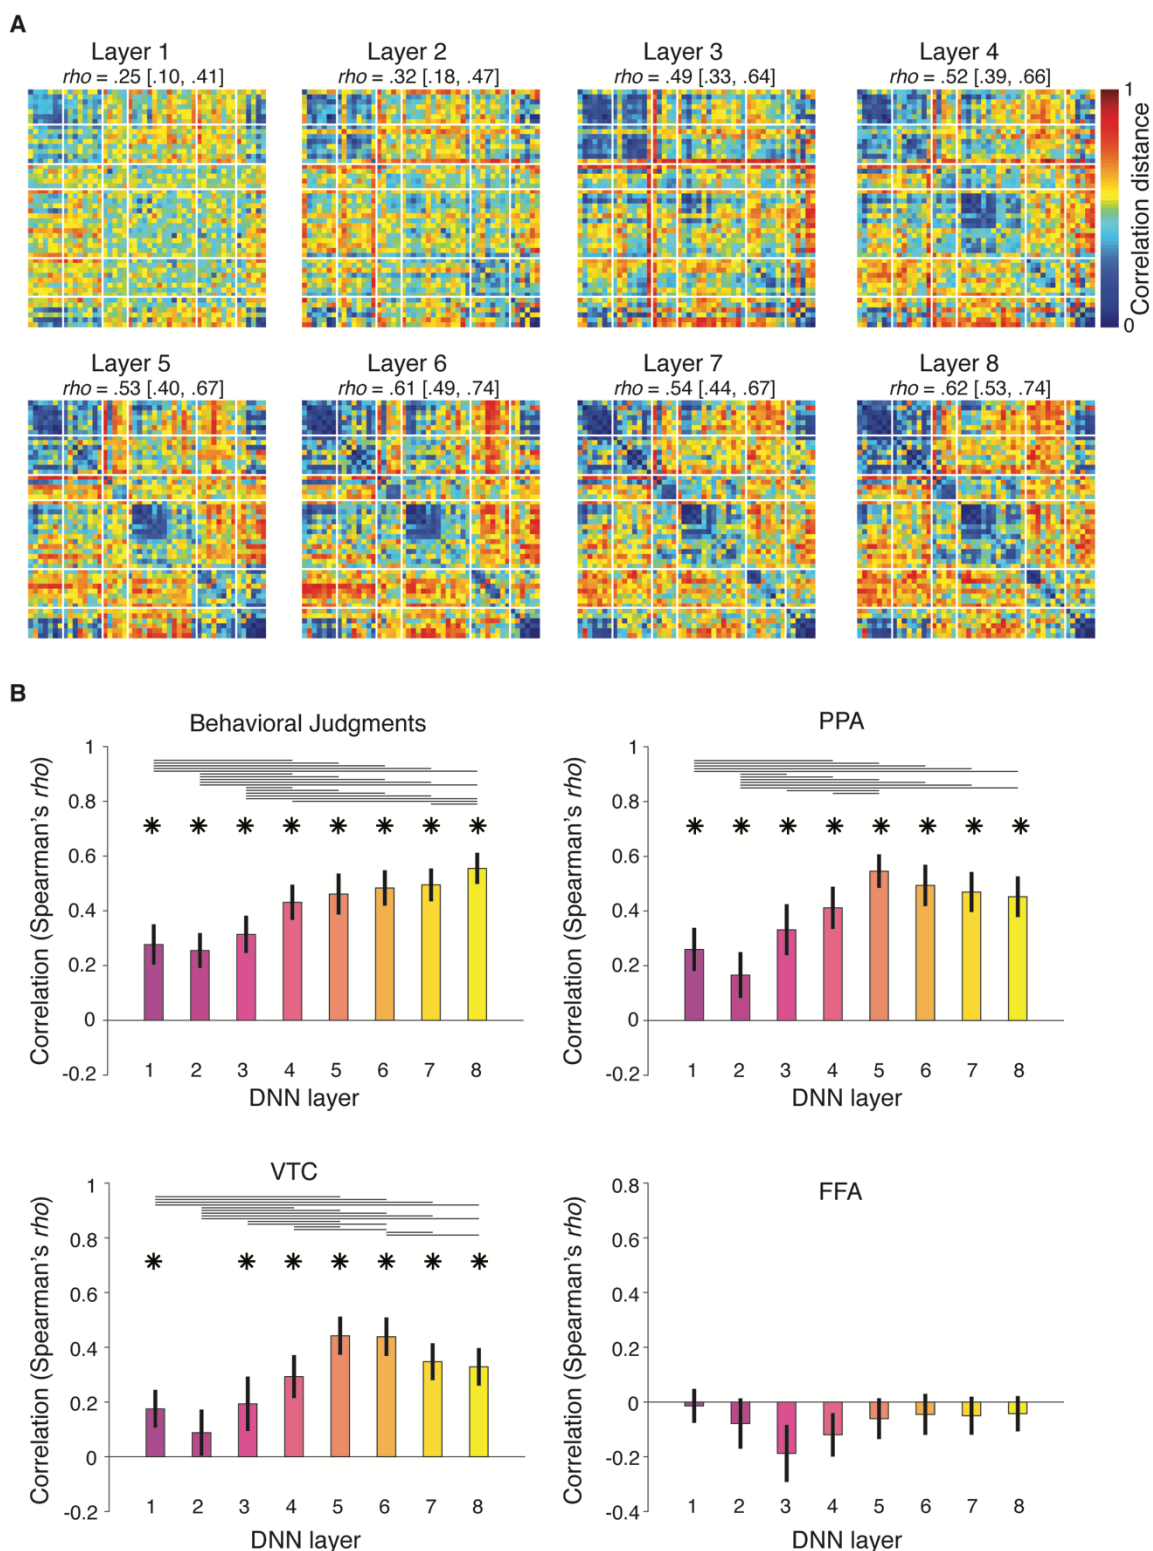 A
Layer 1
rho = .25 [.10, .41]
Layer 2
rho = .32 [.18, .47]
Layer 3
rho = .49 [.33, .64]
Layer 4
rho = .52 [.39, .66]
1
Correlation distance
0
Layer 5
rho = .53 [.40, .67]
Layer 6
rho = .61 [.49, .74]
Layer 7
rho = .54 [.44, .67]
Layer 8
rho = .62 [.53, .74]
B
Behavioral Judgments
Correlation (Spearman's rho)
1
0.8
0.6
0.4
0.2
0
-0.2
* * * * * * * *
1 2 3 4 5 6 7 8
DNN layer
PPA
Correlation (Spearman's rho)
1
0.8
0.6
0.4
0.2
0
-0.2
* * * * * * * *
1 2 3 4 5 6 7 8
DNN layer
VTC
Correlation (Spearman's rho)
1
0.8
0.6
0.4
0.2
0
-0.2
* * * * * * *
1 2 3 4 5 6 7 8
DNN layer
FFA
Correlation (Spearman's rho)
0.8
0.8
0.6
0.4
0.2
0
-0.2
-0.4
1 2 3 4 5 6 7 8
DNN layer